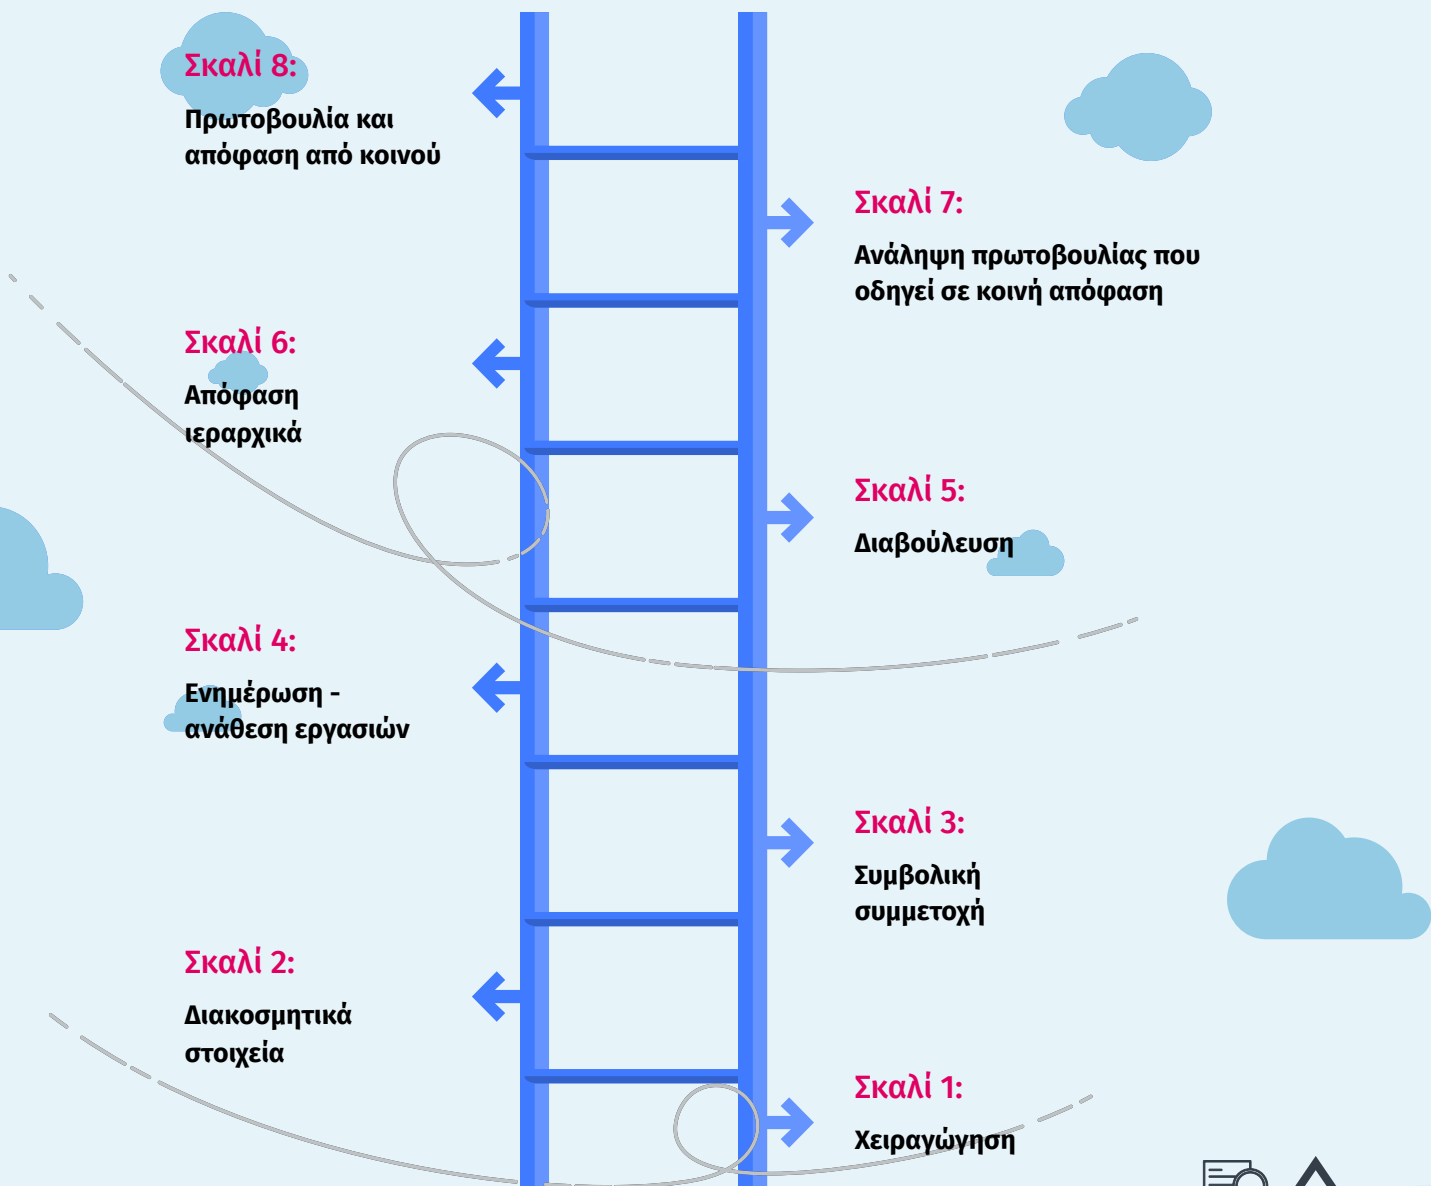 Σκαλί 8:
Πρωτοβουλία και
απόφαση από κοινού
Σκαλί 7:
Ανάληψη πρωτοβουλίας που
οδηγεί σε κοινή απόφαση
Σκαλί 6:
Απόφαση
ιεραρχικά
Σκαλί 5:
Διαβούλευση
Σκαλί 4:
Ενημέρωση -
ανάθεση εργασιών
Σκαλί 3:
Συμβολική
συμμετοχή
Σκαλί 2:
Διακοσμητικά
στοιχεία
Σκαλί 1:
Χειραγώγηση